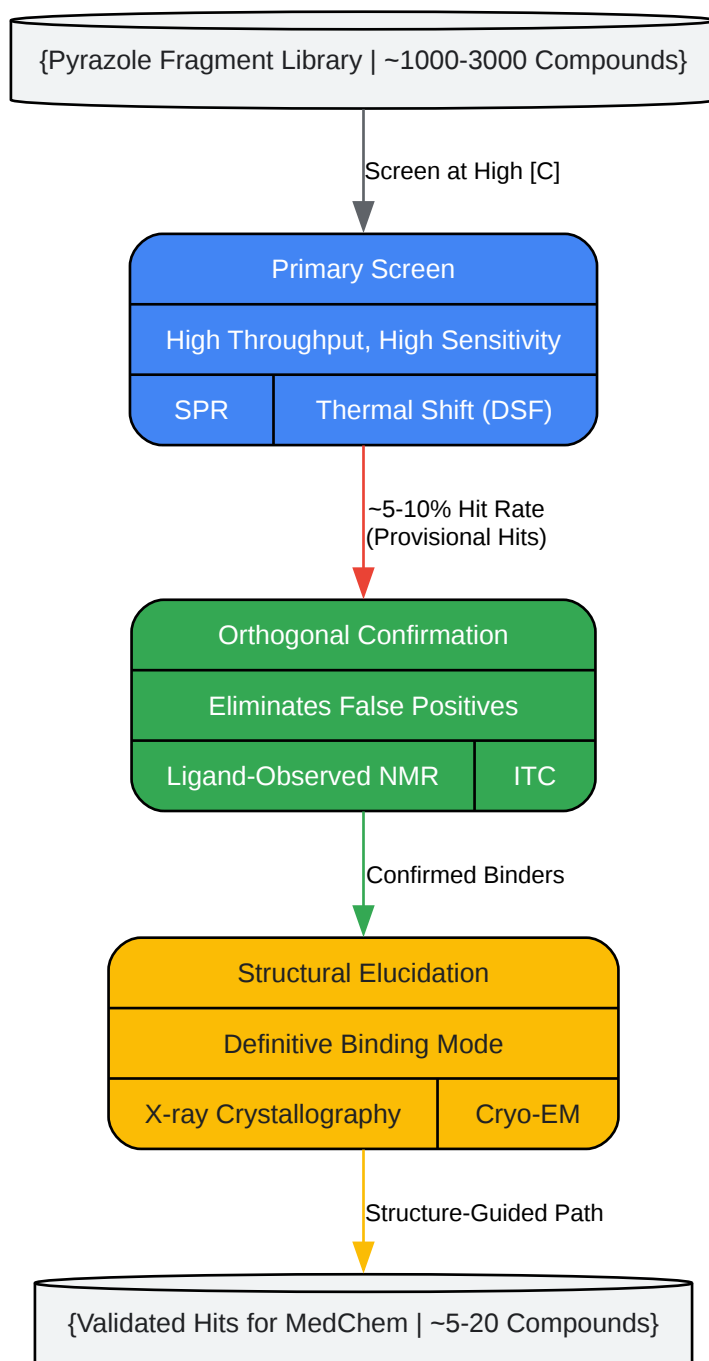 {Pyrazole Fragment Library | ~1000-3000 Compounds}
Screen at High [C]
Primary Screen
High Throughput, High Sensitivity
SPR
Thermal Shift (DSF)
~5-10% Hit Rate
(Provisional Hits)
Orthogonal Confirmation
Eliminates False Positives
Ligand-Observed NMR
ITC
Confirmed Binders
Structural Elucidation
Definitive Binding Mode
X-ray Crystallography
Cryo-EM
Structure-Guided Path
{Validated Hits for MedChem | ~5-20 Compounds}